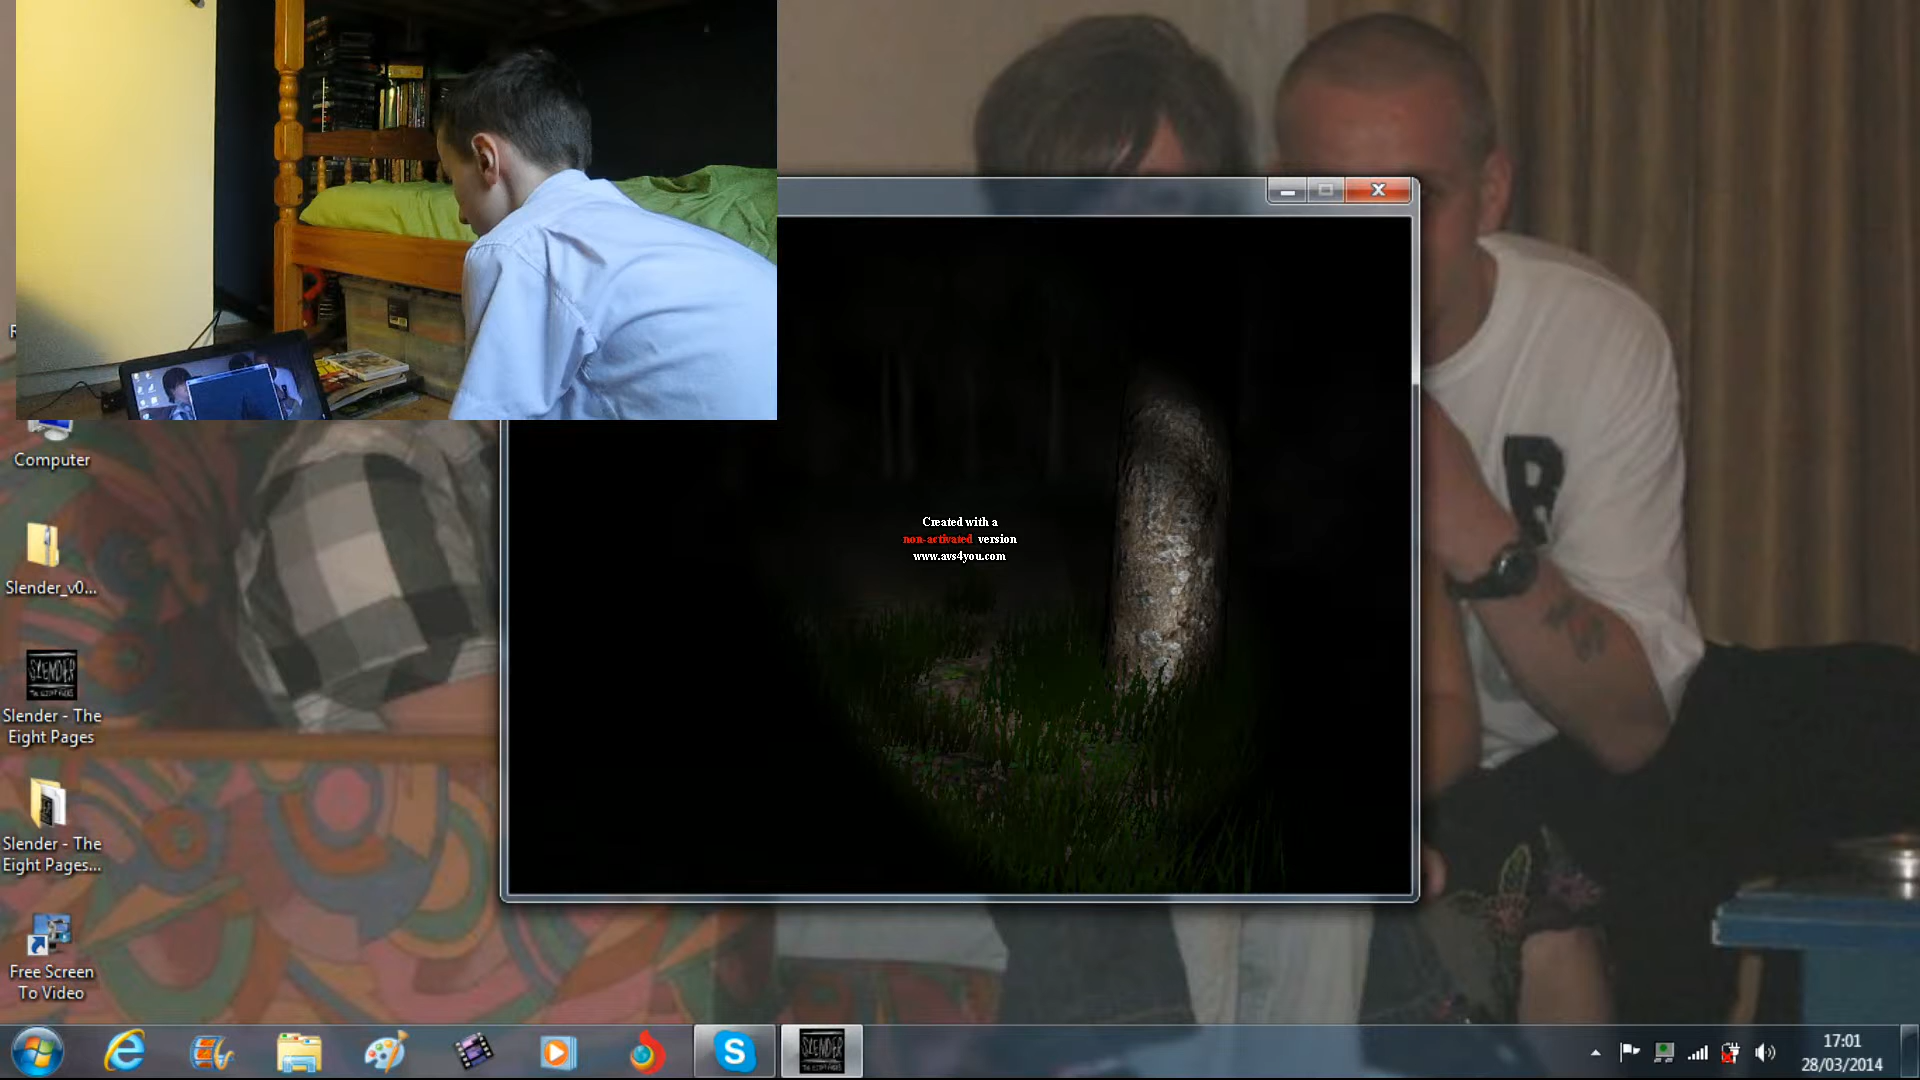 Computer
Slender_v0...
SLENDER
Slender - The
Eight Pages
Slender - The
Eight Pages...
Free Screen
To Video
Created with a
non-activated version
www.avs4you.com
R
17:01
28/03/2014